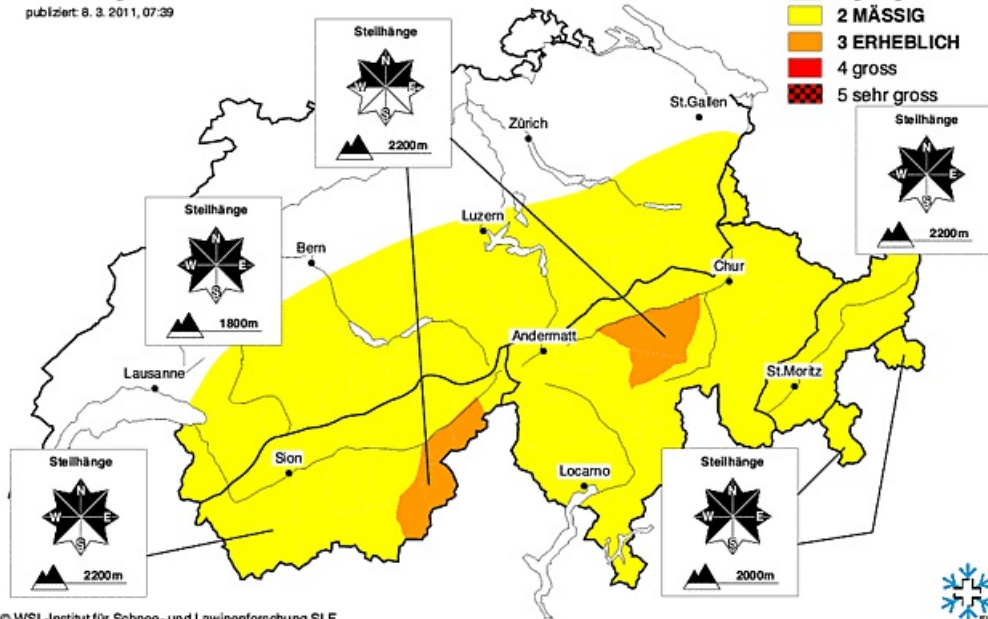 publiziert: 8. 3. 2011, 07:39
2 MÄSSIG
3 ERHEBLICH
4 gross
5 sehr gross
Steilhänge
N
W
E
S
2200m
St.Gallen
Zürich
Steilhänge
N
W
E
S
2200m
Steilhänge
N
W
E
S
1800m
Luzern
Bern
Chur
Andermatt
Lausanne
St.Moritz
Sion
Locarno
Steilhänge
N
W
E
S
2200m
Steilhänge
N
W
E
S
2000m
© WSL-Institut für Schnee- und Lawinenforschung SLF